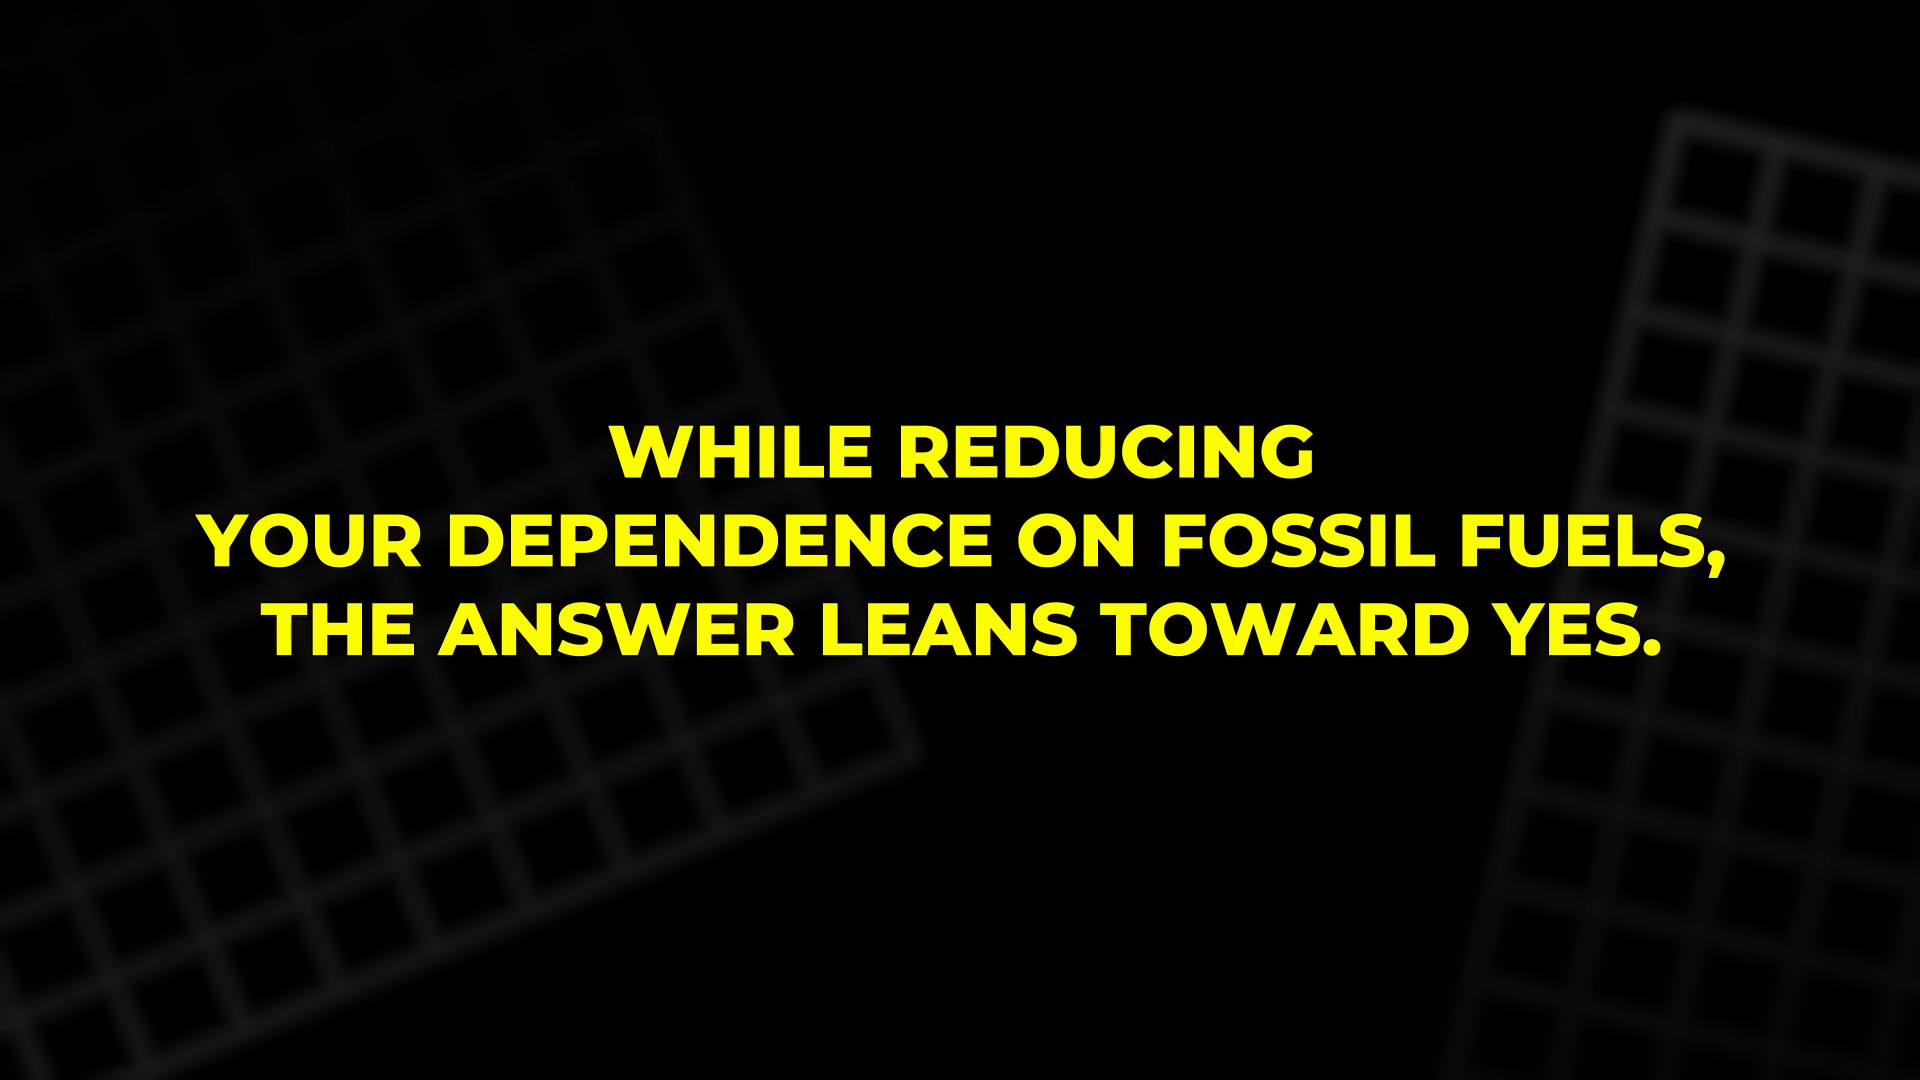 WHILE REDUCING
YOUR DEPENDENCE ON FOSSIL FUELS,
THE ANSWER LEANS TOWARD YES.